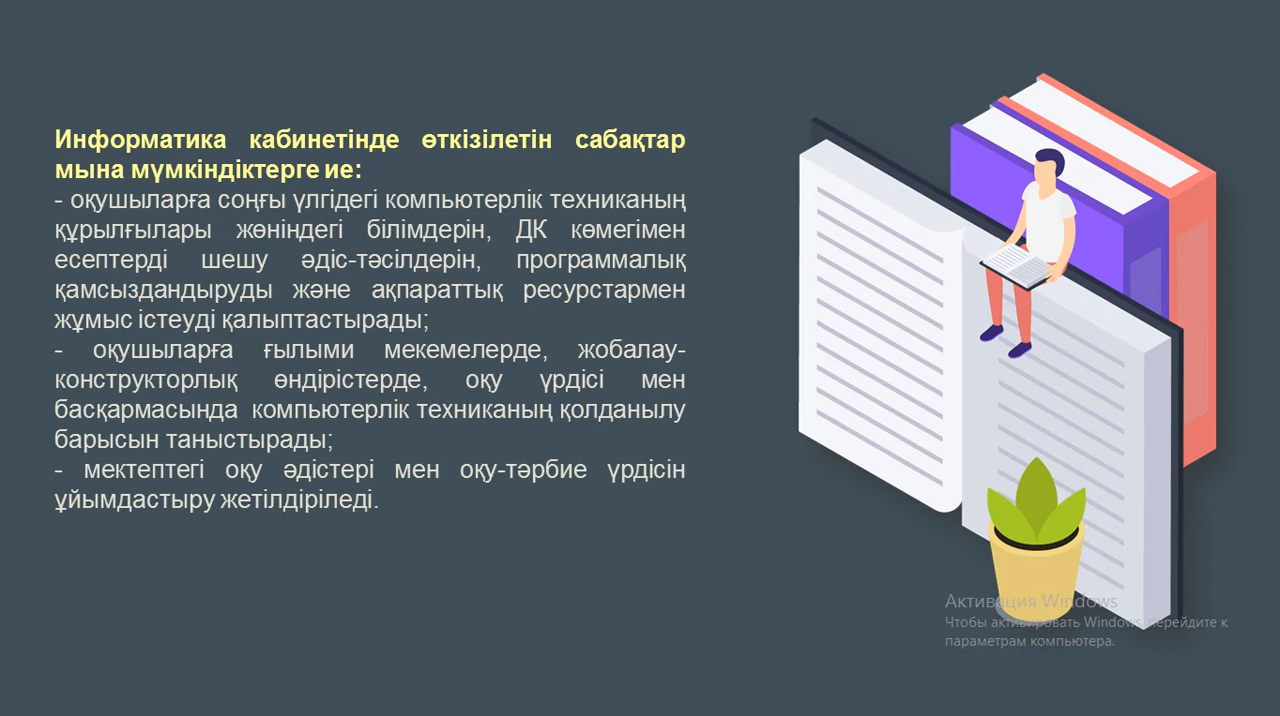 Информатика кабинетінде өткізілетін сабақтар
мына мүмкіндіктерге ие:
- оқушыларға соңғы үлгідегі компьютерлік техниканың
құрылғылары жөніндегі білімдерін, ДК көмегімен
есептерді шешу әдіс-тәсілдерін, программалық
қамсыздандыруды және ақпараттық ресурстармен
жұмыс істеуді қалыптастырады;
- оқушыларға ғылыми мекемелерде, жобалау-
конструкторлық өндірістерде, оқу үрдісі мен
басқармасында компьютерлік техниканың қолданылу
барысын таныстырады;
- мектептегі оқу әдістері мен оқу-тәрбие үрдісін
ұйымдастыру жетілдіріледі.
Активация Windows
Чтобы активировать Windows, перейдите к
параметрам компьютера.